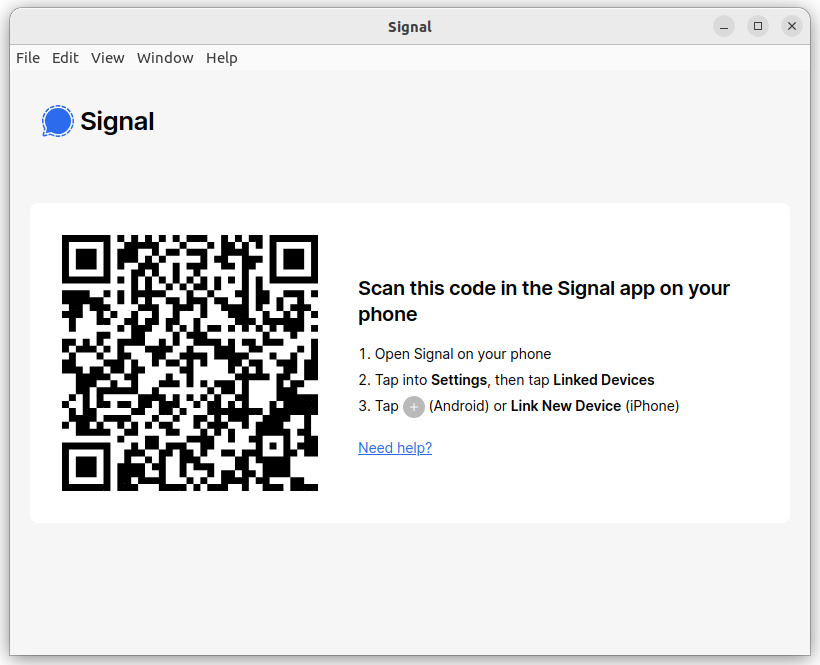 Signal
File Edit View Window Help
Signal
Scan this code in the Signal app on your
phone
1. Open Signal on your phone
2. Tap into Settings, then tap Linked Devices
3. Tap + (Android) or Link New Device (iPhone)
Need help?